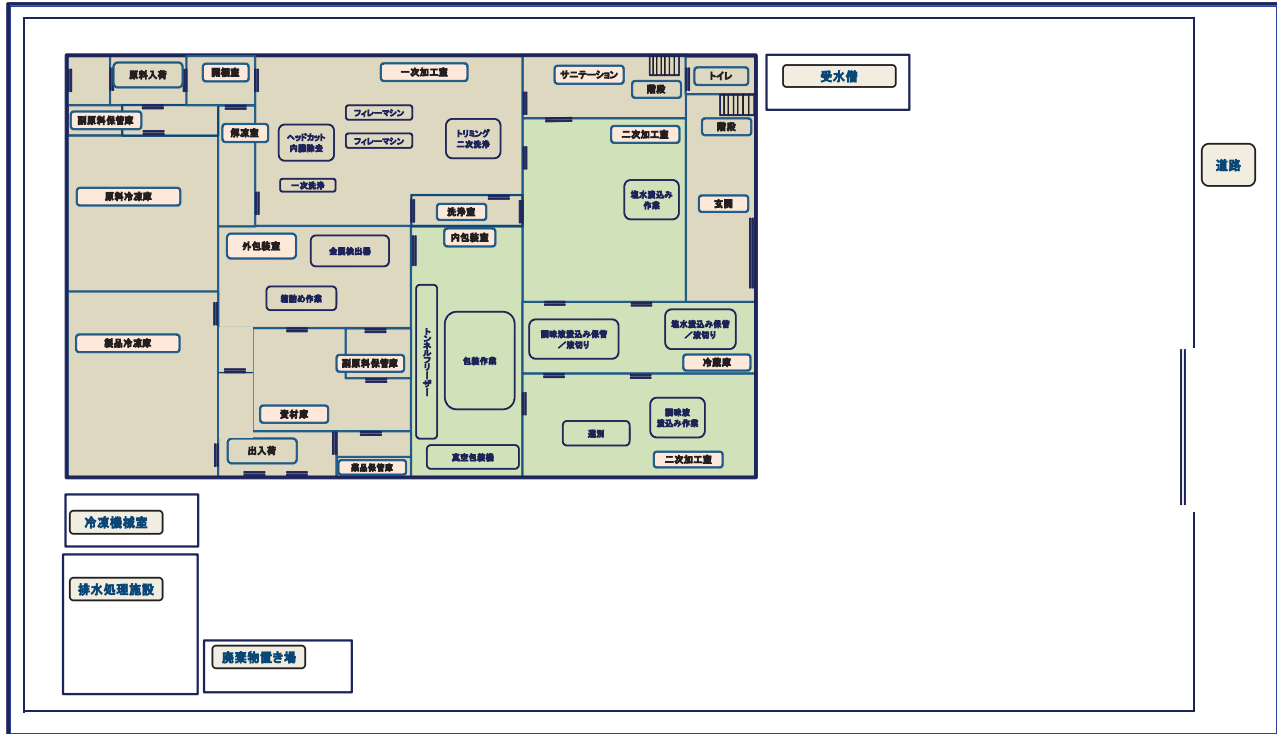 原料入荷
開梱室
一次加工室
サニテーション
階段
トイレ
受水僧
副原料保管庫
解凍室
ヘッドカット
内臓除去
フィレーマシン
フィレーマシン
トリミング
二次洗浄
二次加工室
階段
道路
一次洗浄
原料冷凍庫
塩水漬込み
作業
玄関
洗浄室
内包装室
外包装室
金属検出器
箱詰め作業
トンネルフリーザー
包装作業
製品冷凍庫
副原料保管庫
調味液漬込み保管
／液切り
塩水漬込み保管
／液切り
冷蔵庫
資材庫
選別
調味液
漬込み作業
出入荷
薬品保管庫
真空包装機
二次加工室
冷凍機械室
排水処理施設
廃棄物置き場